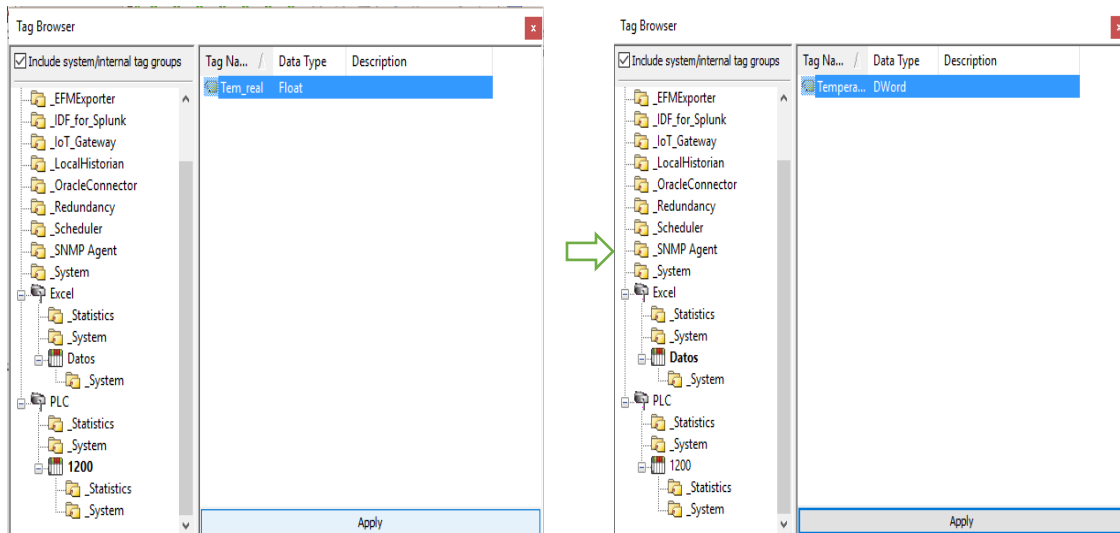 Tag Browser
x
Include system/internal tag groups
Tag Na... / Data Type Description
Tem_real Float
_EFMExporter
_IDF_for_Splunk
_IoT_Gateway
_LocalHistorian
_OracleConnector
_Redundancy
_Scheduler
_SNMP Agent
_System
Excel
_Statistics
_System
Datos
_System
PLC
_Statistics
_System
1200
_Statistics
_System
Apply
Tag Browser
x
Include system/internal tag groups
Tag Na... / Data Type Description
Tempera... DWord
_EFMExporter
_IDF_for_Splunk
_IoT_Gateway
_LocalHistorian
_OracleConnector
_Redundancy
_Scheduler
_SNMP Agent
_System
Excel
_Statistics
_System
Datos
_System
PLC
_Statistics
_System
1200
_Statistics
_System
Apply